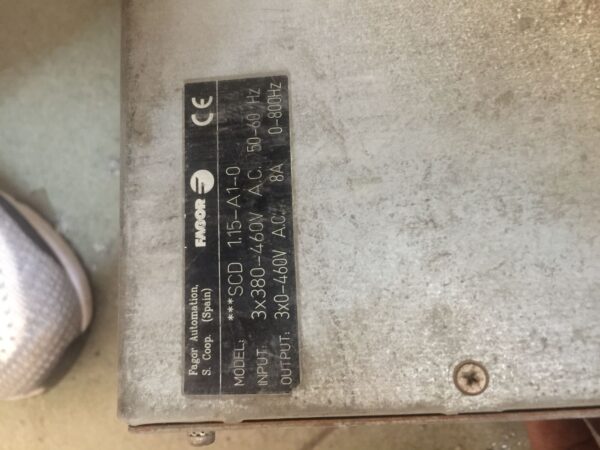 Fagor Automation,
S. Coop. (Spain)
FAGOR
CE
MODEL: ***SCD 1.15-A1-0
INPUT: 3x380-460V A.C. 50-60 Hz
OUTPUT: 3x0-460V A.C. 8A 0-800Hz